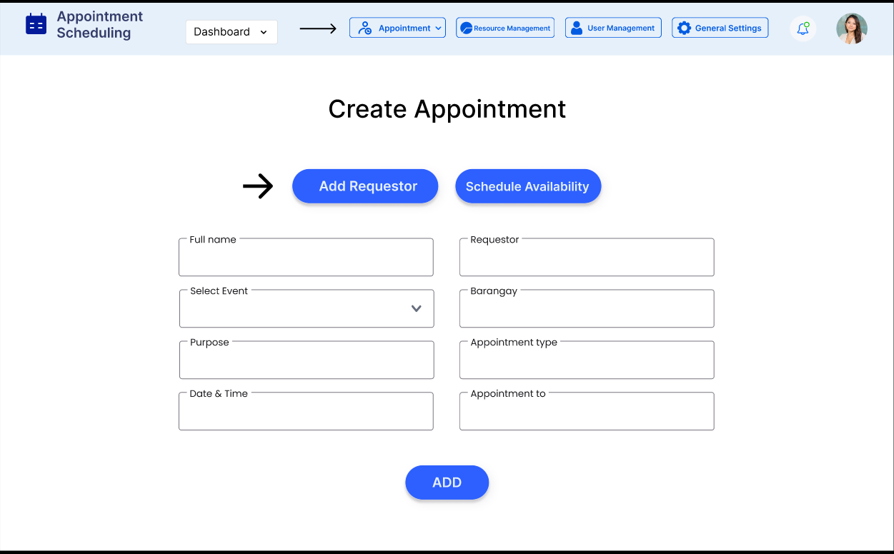 Appointment
Scheduling
Dashboard
Appointment
Resource Management
User Management
General Settings
Create Appointment
Add Requestor
Schedule Availability
Full name
Requestor
Select Event
Barangay
Purpose
Appointment type
Date & Time
Appointment to
ADD